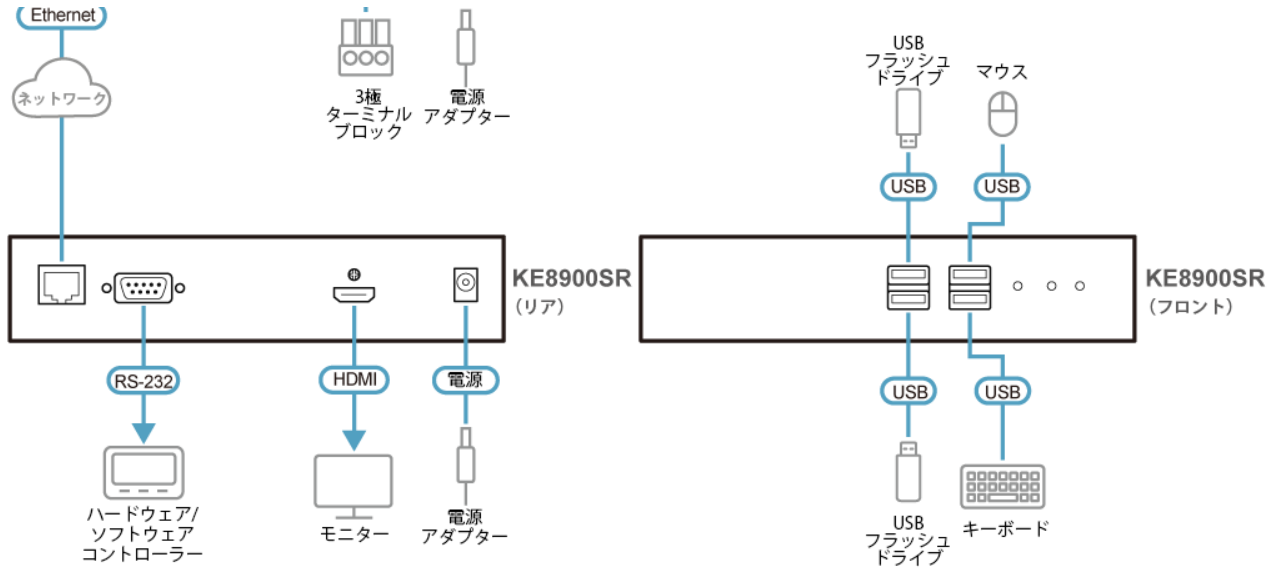 Ethernet
ネットワーク
3極
ターミナル
ブロック
電源
アダプター
KE8900SR
（リア）
RS-232
HDMI
電源
ハードウェア/
ソフトウェア
コントローラー
モニター
電源
アダプター
USB
フラッシュ
ドライブ
マウス
USB
USB
KE8900SR
（フロント）
USB
USB
USB
フラッシュ
ドライブ
キーボード